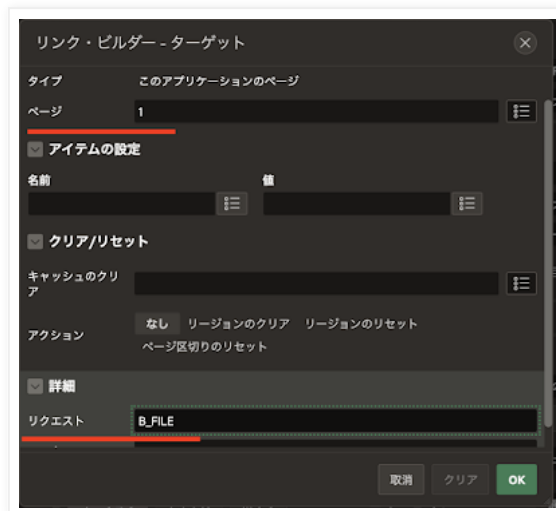 リンク・ビルダー - ターゲット
タイプ このアプリケーションのページ
ページ 1
アイテムの設定
名前 値
クリア/リセット
キャッシュのクリ
ア
アクション なし リージョンのクリア リージョンのリセット
ページ区切りのリセット
詳細
リクエスト B_FILE
取消 クリア OK